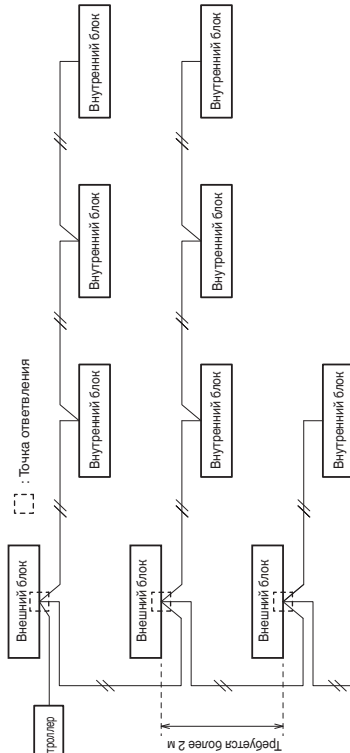 : Точка ответвления
Внешний блок
Внутренний блок
Внутренний блок
Внутренний блок
троллер
Внешний блок
Внутренний блок
Внутренний блок
Внутренний блок
Требуется более 2 м
Внешний блок
Внутренний блок